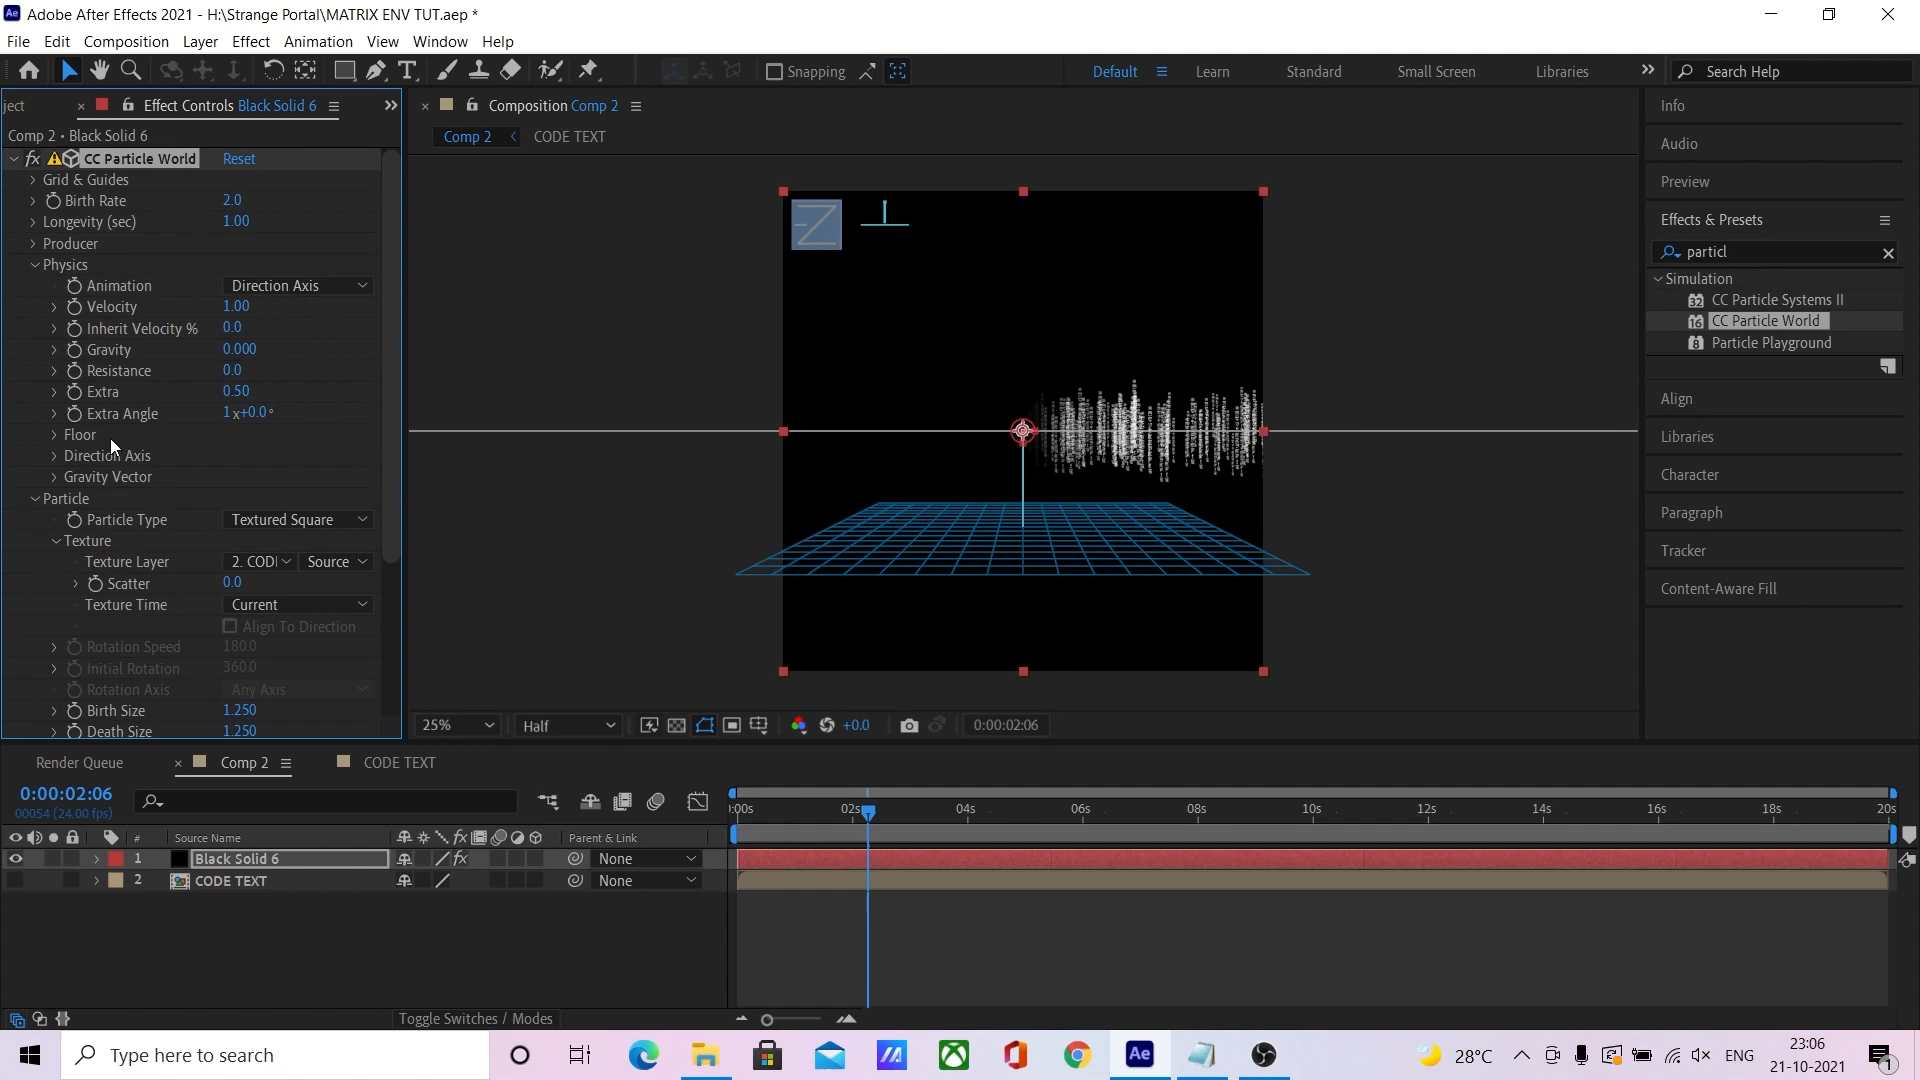 Adobe After Effects 2021 - H:\Strange Portal\MATRIX ENV TUT.aep *
File Edit Composition Layer Effect Animation View Window Help
Snapping
Default Learn Standard Small Screen Libraries Search Help
ject Effect Controls Black Solid 6
Composition Comp 2
Comp 2 • Black Solid 6
Comp 2 CODE TEXT
fx CC Particle World Reset
Grid & Guides
Birth Rate 2.0
Longevity (sec) 1.00
Producer
Physics
Animation Direction Axis
Velocity 1.00
Inherit Velocity % 0.0
Gravity 0.000
Resistance 0.0
Extra 0.50
Extra Angle 1x+0.0°
Floor
Direction Axis
Gravity Vector
Particle
Particle Type Textured Square
Texture
Texture Layer 2. CODI Source
Scatter 0.0
Texture Time Current
Align To Direction
Rotation Speed 180.0
Initial Rotation 360.0
Rotation Axis Any Axis
Birth Size 1.250
Death Size 1.250
Z
25% Half +0.0 0:00:02:06
Info
Audio
Preview
Effects & Presets
particl
Simulation
32 CC Particle Systems II
16 CC Particle World
8 Particle Playground
Align
Libraries
Character
Paragraph
Tracker
Content-Aware Fill
Render Queue Comp 2 CODE TEXT
0:00:02:06
00054 (24.00 fps)
):00s 02s 04s 06s 08s 10s 12s 14s 16s 18s 20s
# Source Name fx Parent & Link
1 Black Solid 6 fx None
2 CODE TEXT None
Toggle Switches / Modes
Type here to search
Ae
28°C ENG
23:06
21-10-2021
1